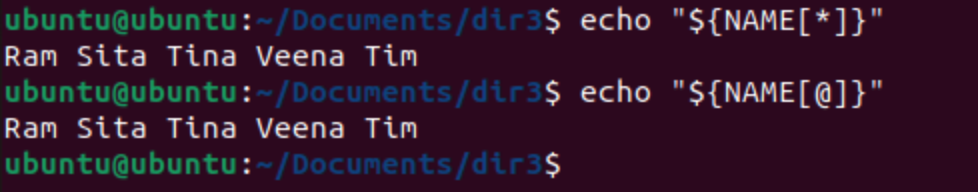 ubuntu@ubuntu:~/Documents/dir3$ echo "${NAME[*]}"
Ram Sita Tina Veena Tim
ubuntu@ubuntu:~/Documents/dir3$ echo "${NAME[@]}"
Ram Sita Tina Veena Tim
ubuntu@ubuntu:~/Documents/dir3$